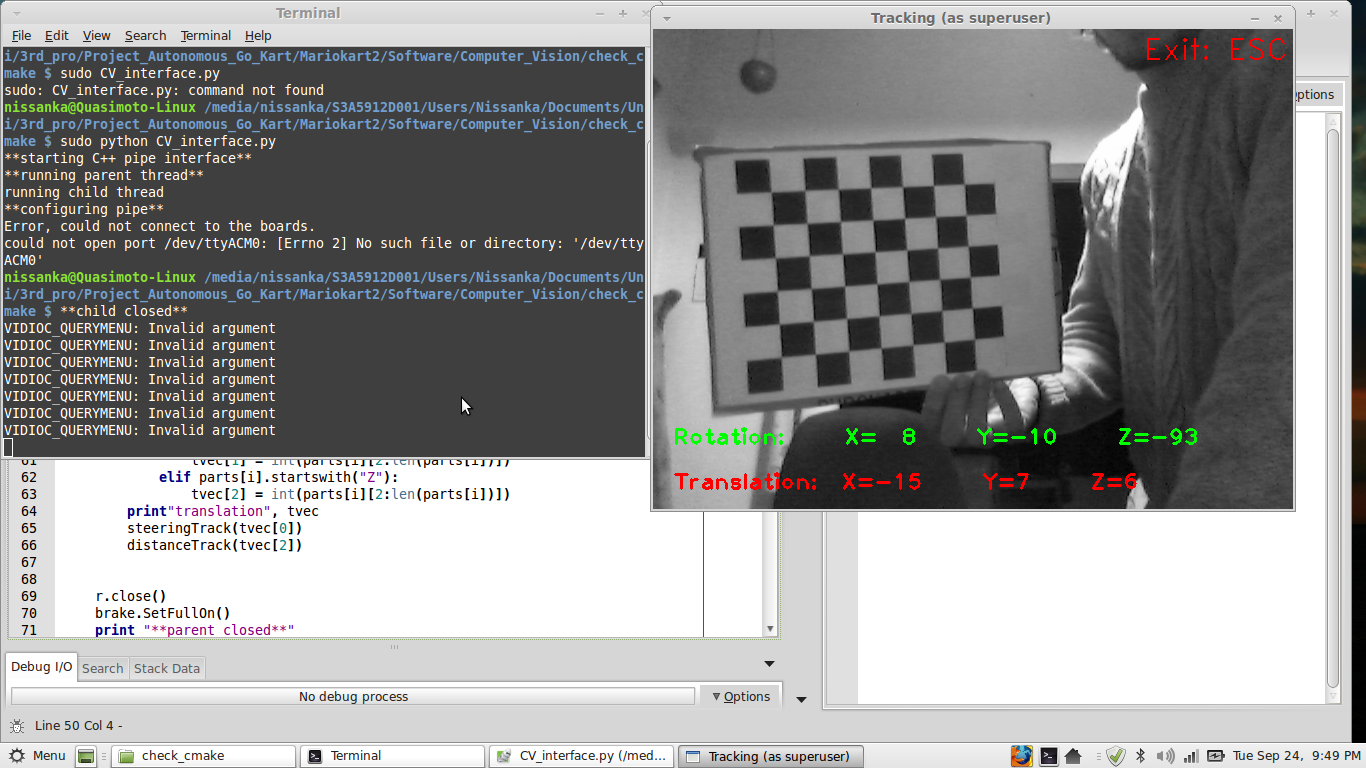 Terminal
File Edit View Search Terminal Help
i/3rd_pro/Project_Autonomous_Go_Kart/Mariokart2/Software/Computer_Vision/check_c
make $ sudo CV_interface.py
sudo: CV_interface.py: command not found
nissanka@Quasimoto-Linux /media/nissanka/S3A5912D001/Users/Nissanka/Documents/Un
i/3rd_pro/Project_Autonomous_Go_Kart/Mariokart2/Software/Computer_Vision/check_c
make $ sudo python CV_interface.py
**starting C++ pipe interface**
**running parent thread**
running child thread
**configuring pipe**
Error, could not connect to the boards.
could not open port /dev/ttyACM0: [Errno 2] No such file or directory: '/dev/tty
ACM0'
nissanka@Quasimoto-Linux /media/nissanka/S3A5912D001/Users/Nissanka/Documents/Un
i/3rd_pro/Project_Autonomous_Go_Kart/Mariokart2/Software/Computer_Vision/check_c
make $ **child closed**
VIDIOC_QUERYMENU: Invalid argument
VIDIOC_QUERYMENU: Invalid argument
VIDIOC_QUERYMENU: Invalid argument
VIDIOC_QUERYMENU: Invalid argument
VIDIOC_QUERYMENU: Invalid argument
VIDIOC_QUERYMENU: Invalid argument
VIDIOC_QUERYMENU: Invalid argument
Tracking (as superuser)
Exit: ESC
Rotation: X= 8 Y=-10 Z=-93
Translation: X=-15 Y=7 Z=6
ptions
61 tvec[1] = int(parts[i][2:len(parts[i])])
62 elif parts[i].startswith("Z"):
63 tvec[2] = int(parts[i][2:len(parts[i])])
64 print"translation", tvec
65 steeringTrack(tvec[0])
66 distanceTrack(tvec[2])
67
68
69 r.close()
70 brake.SetFullOn()
71 print "**parent closed**"
Debug I/O Search Stack Data
No debug process Options
Line 50 Col 4 -
Menu check_cmake Terminal CV_interface.py (/med... Tracking (as superuser) Tue Sep 24, 9:49 PM